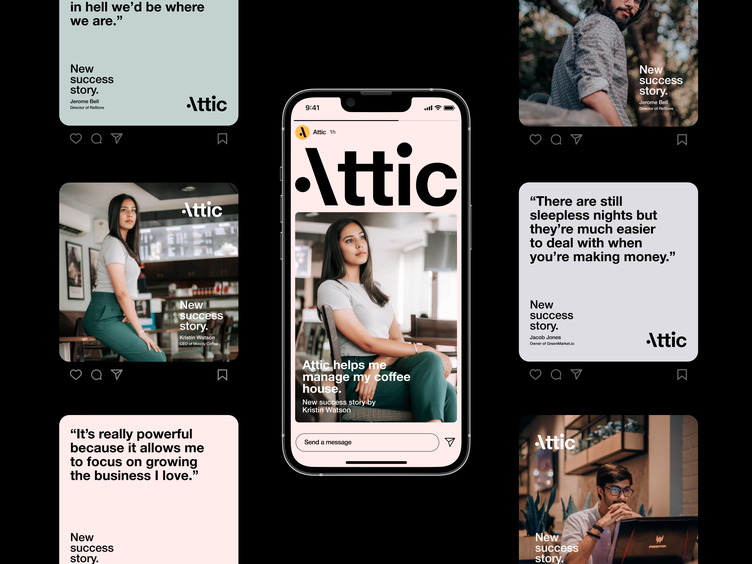 in hell we'd be where
we are.”
New
success
story.
Jerome Bell
Director of ReStore
Attic
Attic
New
success
story.
Kristin Watson
CEO of Moody Coffee
“It's really powerful
because it allows me
to focus on growing
the business I love.”
New
success
story.
9:41
Attic 1h
Attic
Attic helps me
manage my coffee
house.
New success story by
Kristin Watson
Send a message
New
success
story.
Jerome Bell
Director of ReStore
“There are still
sleepless nights but
they're much easier
to deal with when
you're making money.”
New
success
story.
Jacob Jones
Owner of GreenMarket.io
Attic
Attic
New
success
story.
PREDATOR